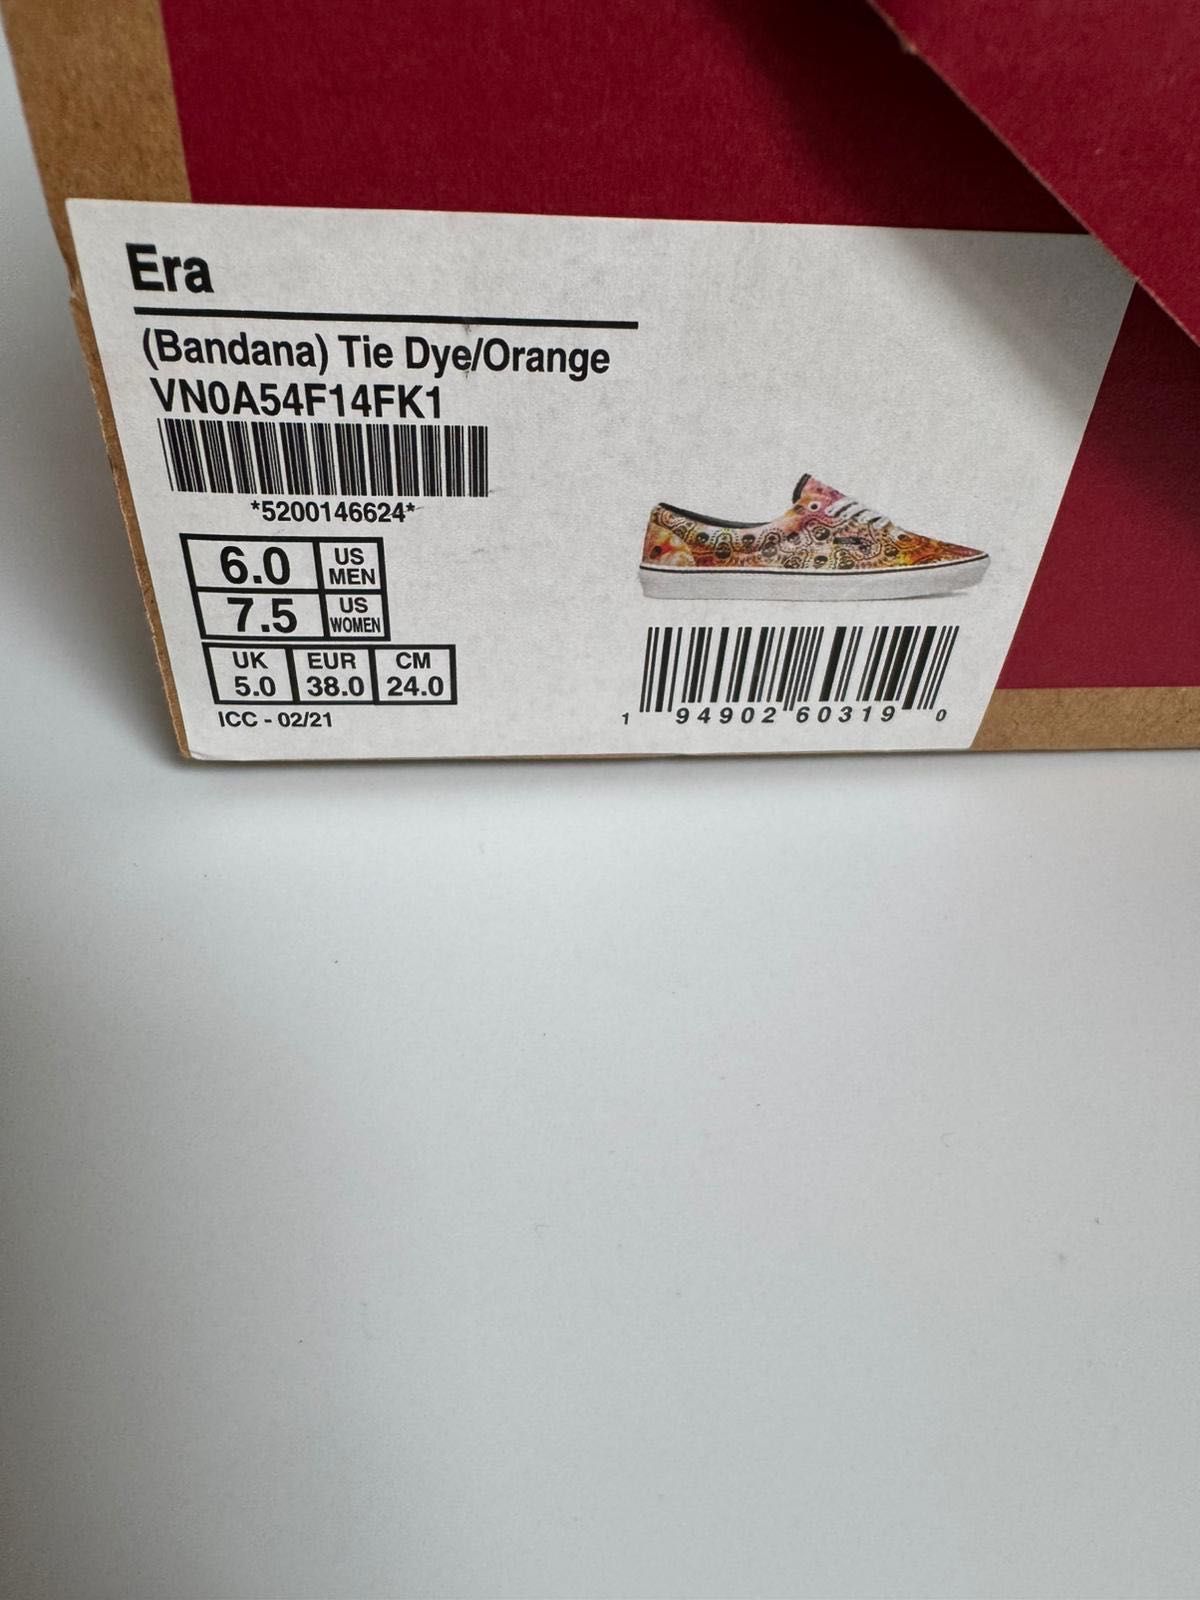 Era
(Bandana) Tie Dye/Orange
VN0A54F14FK1
*5200146624*
6.0 US MEN
7.5 US WOMEN
UK EUR CM
5.0 38.0 24.0
ICC - 02/21
1 94902 60319 0